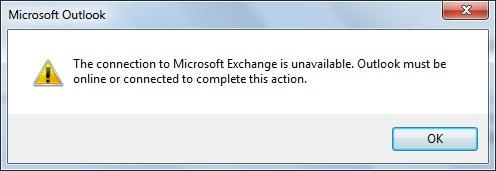 Microsoft Outlook
The connection to Microsoft Exchange is unavailable. Outlook must be
online or connected to complete this action.
OK